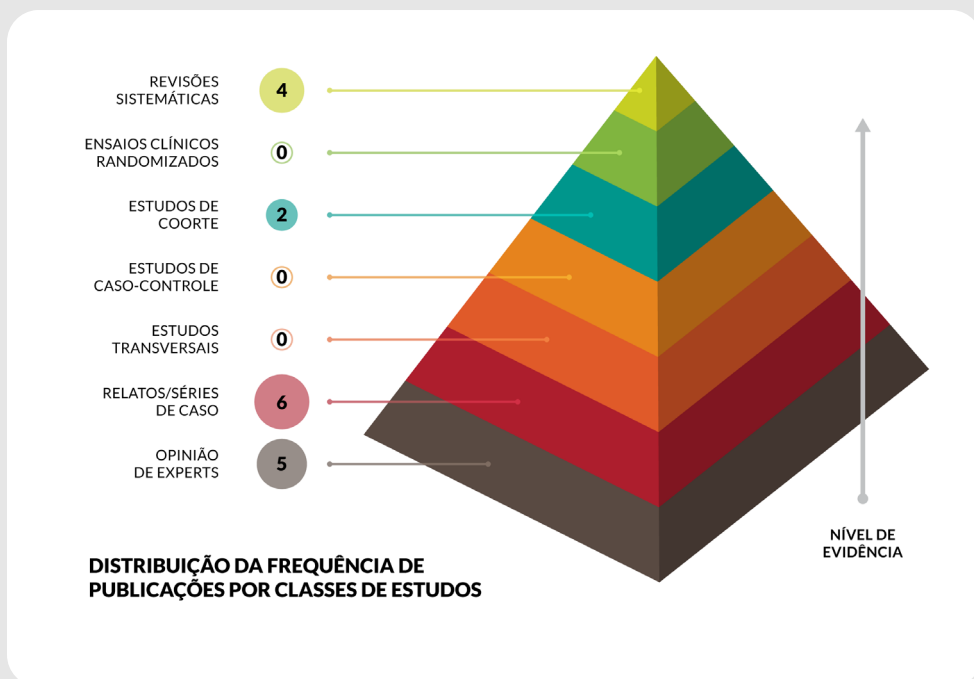 REVISÕES
SISTEMÁTICAS
4
ENSAIOS CLÍNICOS
RANDOMIZADOS
0
ESTUDOS DE
COORTE
2
ESTUDOS DE
CASO-CONTROLE
0
ESTUDOS
TRANSVERSAIS
0
RELATOS/SÉRIES
DE CASO
6
OPINIÃO
DE EXPERTS
5
NÍVEL DE
EVIDÊNCIA
DISTRIBUIÇÃO DA FREQUÊNCIA DE
PUBLICAÇÕES POR CLASSES DE ESTUDOS